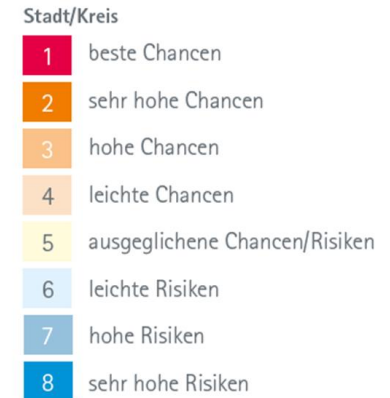 Stadt/Kreis
1 beste Chancen
2 sehr hohe Chancen
3 hohe Chancen
4 leichte Chancen
5 ausgeglichene Chancen/Risiken
6 leichte Risiken
7 hohe Risiken
8 sehr hohe Risiken